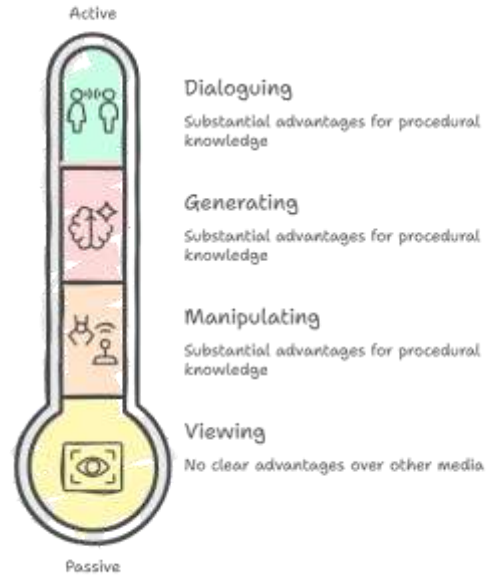 Active
Dialoguing
Substantial advantages for procedural
knowledge
Generating
Substantial advantages for procedural
knowledge
Manipulating
Substantial advantages for procedural
knowledge
Viewing
No clear advantages over other media
Passive